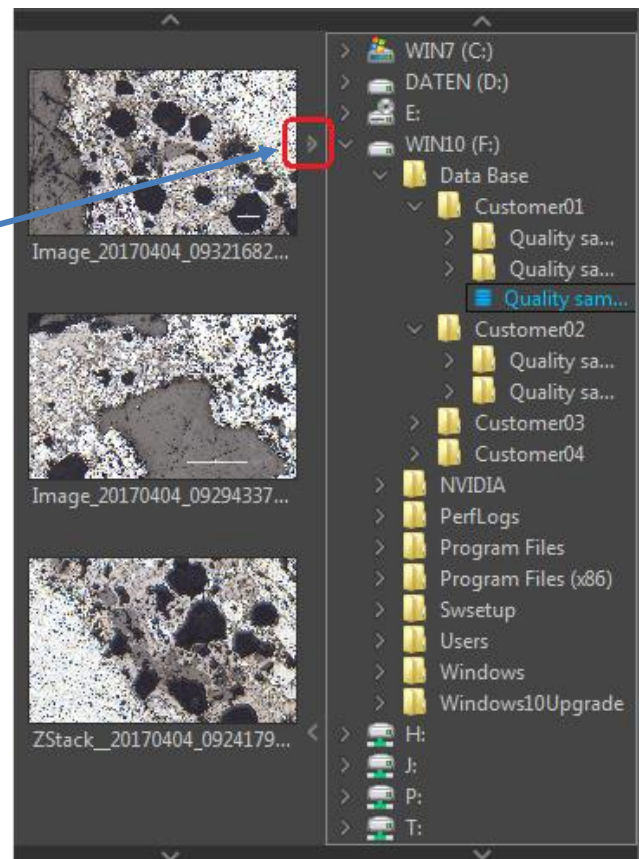 Image_20170404_09321682...
Image_20170404_09294337...
ZStack__20170404_0924179...
WIN7 (C:)
DATEN (D:)
E:
WIN10 (F:)
Data Base
Customer01
Quality sa...
Quality sa...
Quality sam...
Customer02
Quality sa...
Quality sa...
Customer03
Customer04
NVIDIA
PerfLogs
Program Files
Program Files (x86)
Swsetup
Users
Windows
Windows10Upgrade
H:
J:
P:
T: